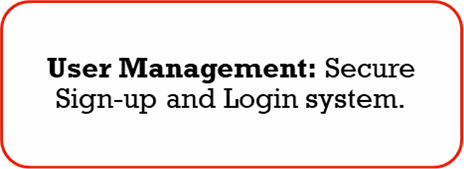 User Management: Secure
Sign-up and Login system.